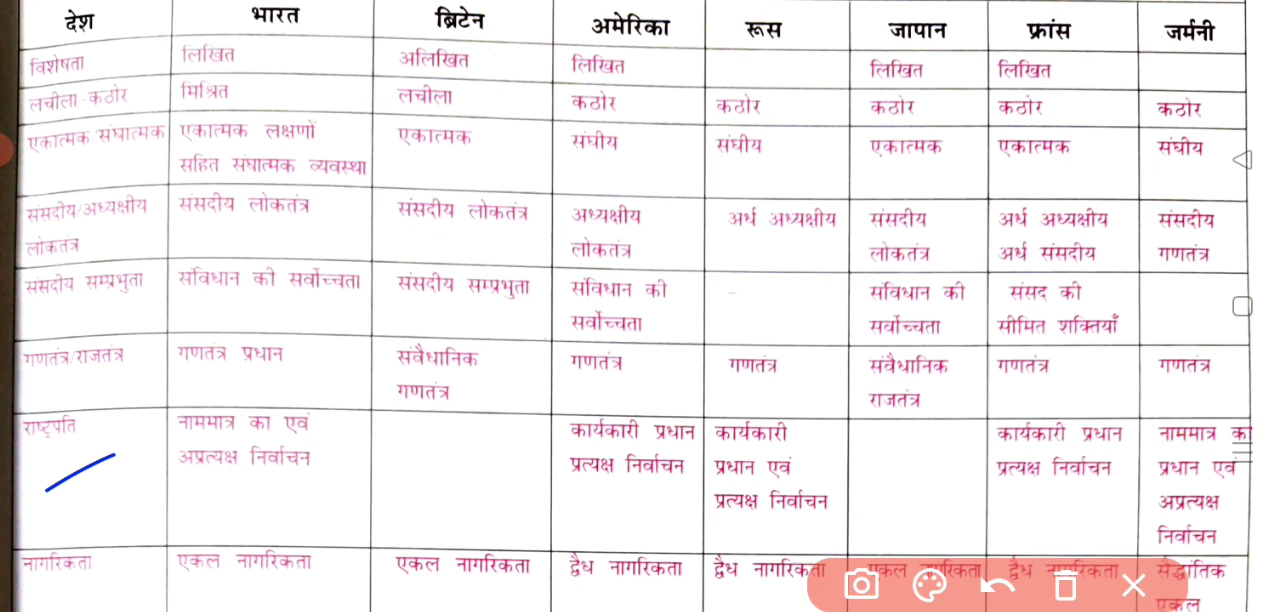 देश भारत ब्रिटेन अमेरिका रूस जापान फ्रांस जर्मनी
विशेषता लिखित अलिखित लिखित लिखित लिखित
लचीला-कठोर मिश्रित लचीला कठोर कठोर कठोर कठोर कठोर
एकात्मक संघात्मक एकात्मक लक्षणों एकात्मक संघीय संघीय एकात्मक एकात्मक संघीय
सहित संघात्मक व्यवस्था
संसदीय/अध्यक्षीय संसदीय लोकतंत्र संसदीय लोकतंत्र अध्यक्षीय अर्ध अध्यक्षीय संसदीय अर्ध अध्यक्षीय संसदीय
लोकतंत्र लोकतंत्र लोकतंत्र अर्ध संसदीय गणतंत्र
संसदीय सम्प्रभुता संविधान की सर्वोच्चता संसदीय सम्प्रभुता संविधान की – संविधान की संसद की
सर्वोच्चता सर्वोच्चता सीमित शक्तियाँ
गणतंत्र/राजतंत्र गणतंत्र प्रधान संवैधानिक गणतंत्र गणतंत्र संवैधानिक गणतंत्र गणतंत्र
गणतंत्र राजतंत्र
राष्ट्रपति नाममात्र का एवं कार्यकारी प्रधान कार्यकारी कार्यकारी प्रधान नाममात्र का
अप्रत्यक्ष निर्वाचन प्रत्यक्ष निर्वाचन प्रधान एवं प्रत्यक्ष निर्वाचन प्रधान एवं
प्रत्यक्ष निर्वाचन अप्रत्यक्ष
निर्वाचन
नागरिकता एकल नागरिकता एकल नागरिकता द्वैध नागरिकता द्वैध नागरिकता एकल नागरिकता द्वैध नागरिकता सैद्धांतिक
एकल